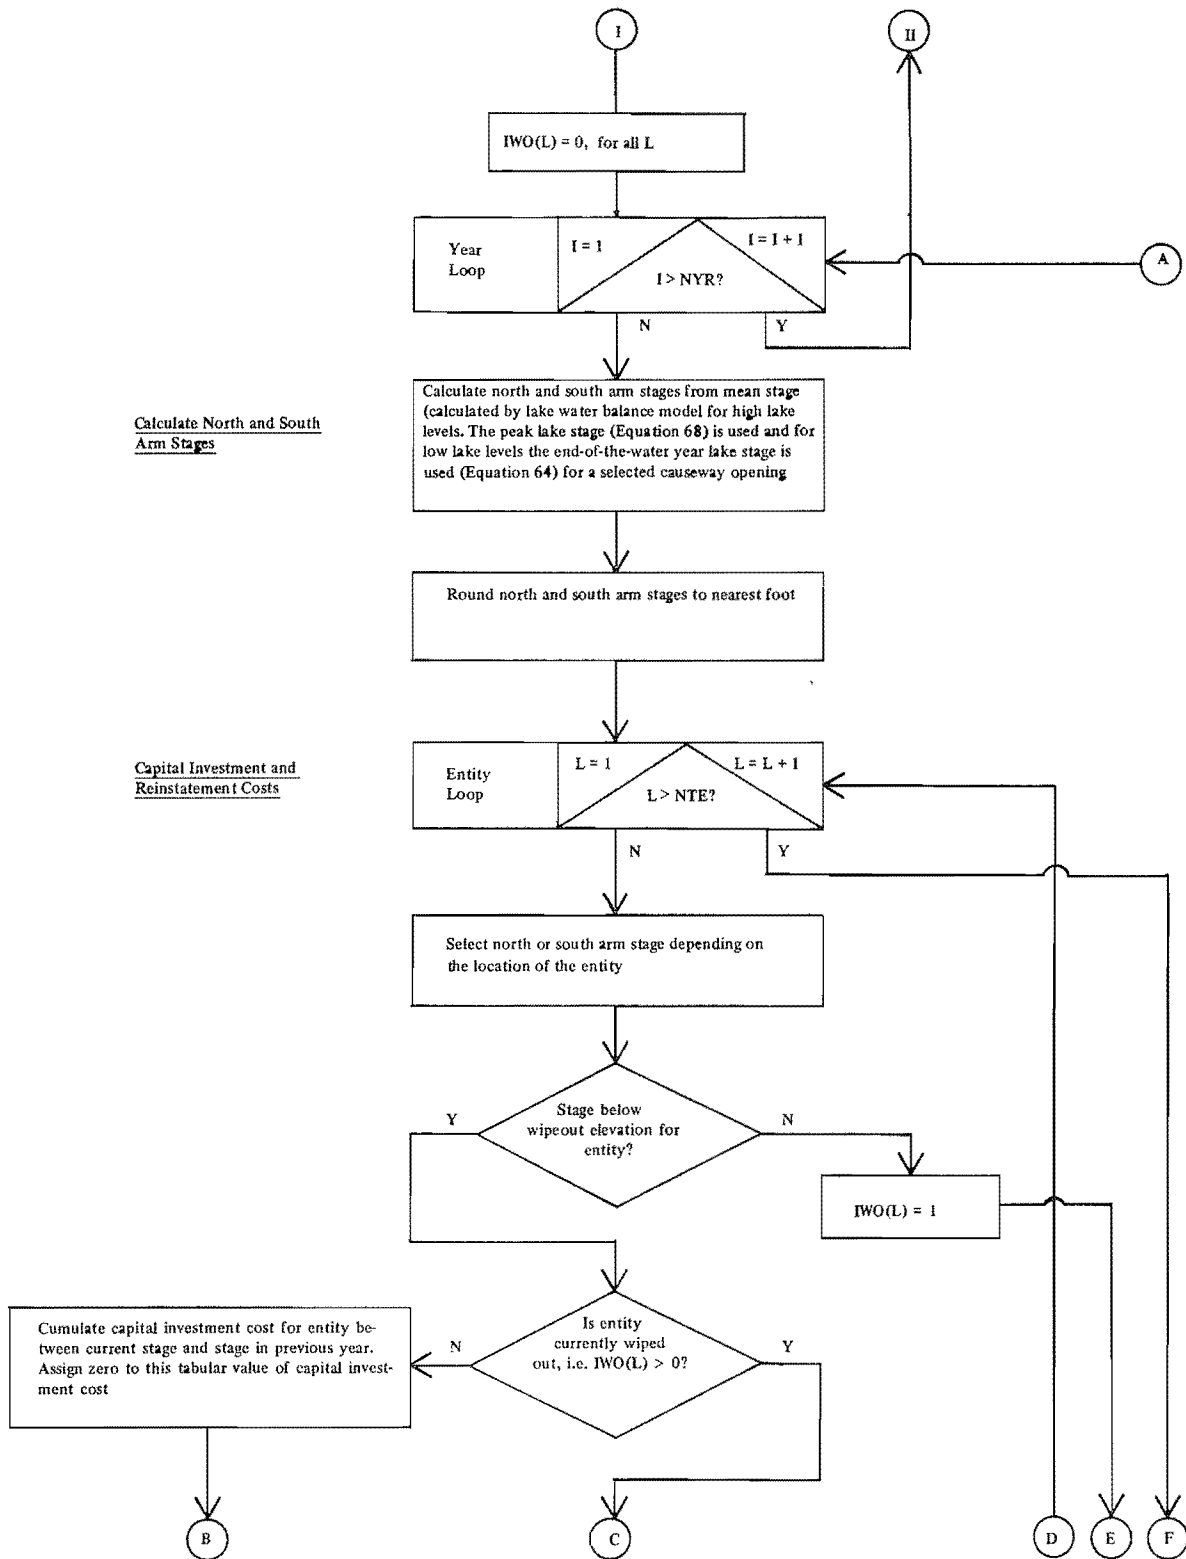 I
II
IWO(L) = 0, for all L
Year
Loop
I = 1
I = I + 1
I > NYR?
A
N
Y
Calculate North and South
Arm Stages
Calculate north and south arm stages from mean stage
(calculated by lake water balance model for high lake
levels. The peak lake stage (Equation 68) is used and for
low lake levels the end-of-the-water year lake stage is
used (Equation 64) for a selected causeway opening
Round north and south arm stages to nearest foot
Capital Investment and
Reinstatement Costs
Entity
Loop
L = 1
L = L + 1
L > NTE?
N
Y
Select north or south arm stage depending on
the location of the entity
Y
Stage below
wipeout elevation for
entity?
N
IWO(L) = 1
Cumulate capital investment cost for entity be-
tween current stage and stage in previous year.
Assign zero to this tabular value of capital invest-
ment cost
N
Is entity
currently wiped
out, i.e. IWO(L) > 0?
Y
B
C
D
E
F